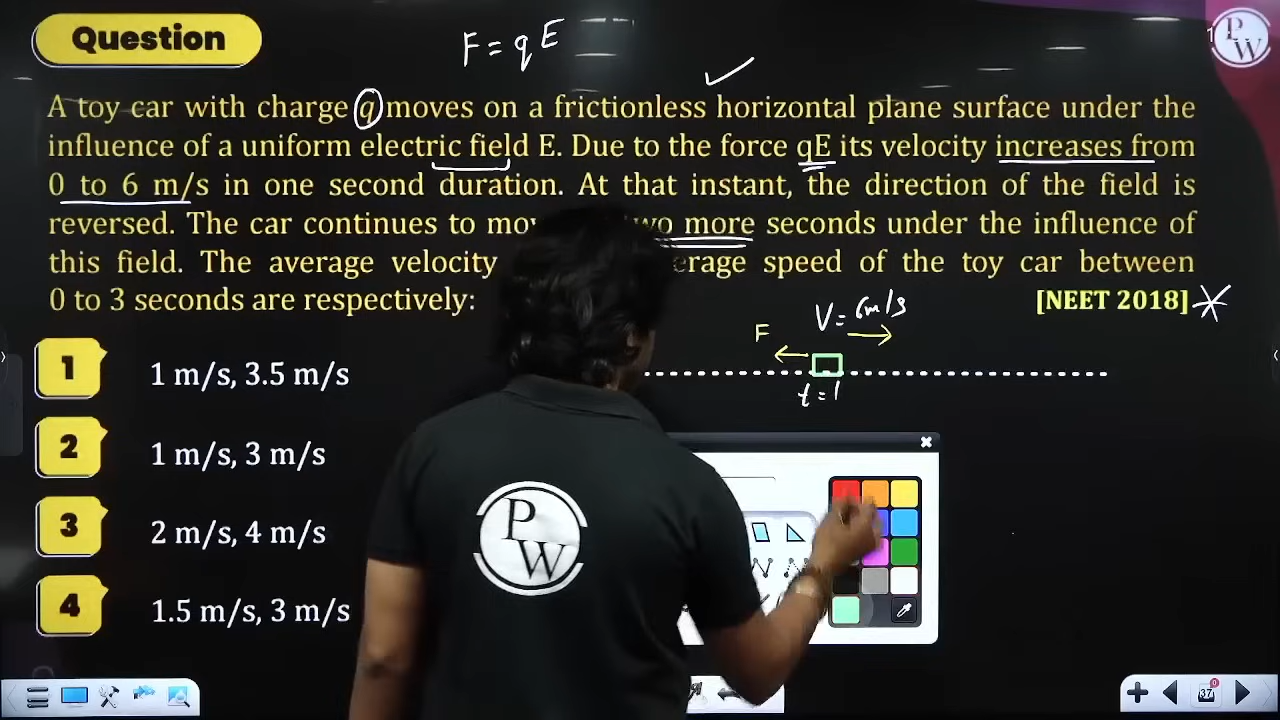 Question
F = qE
PW
A toy car with charge q moves on a frictionless horizontal plane surface under the
influence of a uniform electric field E. Due to the force qE its velocity increases from
0 to 6 m/s in one second duration. At that instant, the direction of the field is
reversed. The car continues to more seconds under the influence of
this field. The average velocity speed of the toy car between
0 to 3 seconds are respectively:
[NEET 2018]
V = 6m/s
F
t = 1
1 1 m/s, 3.5 m/s
2 1 m/s, 3 m/s
3 2 m/s, 4 m/s
4 1.5 m/s, 3 m/s
PW
37